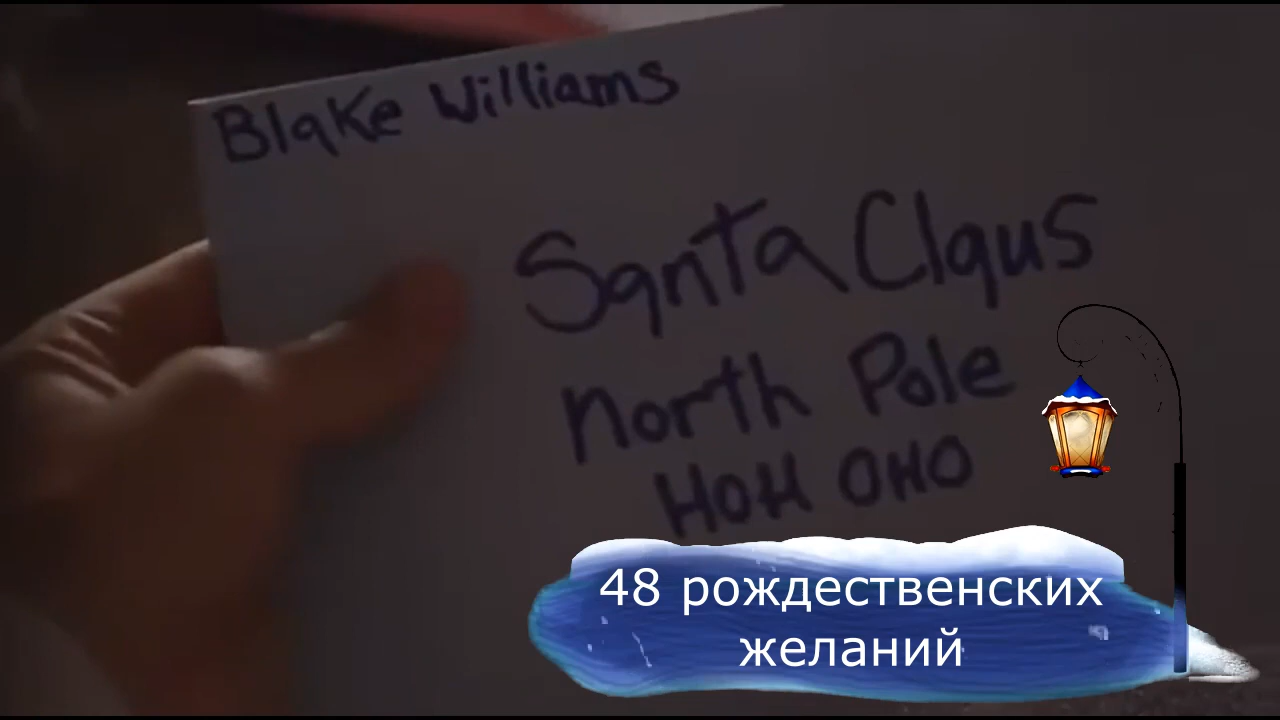 Blake Williams
Santa Claus
North Pole
HOH OHO
48 рождественских
желаний